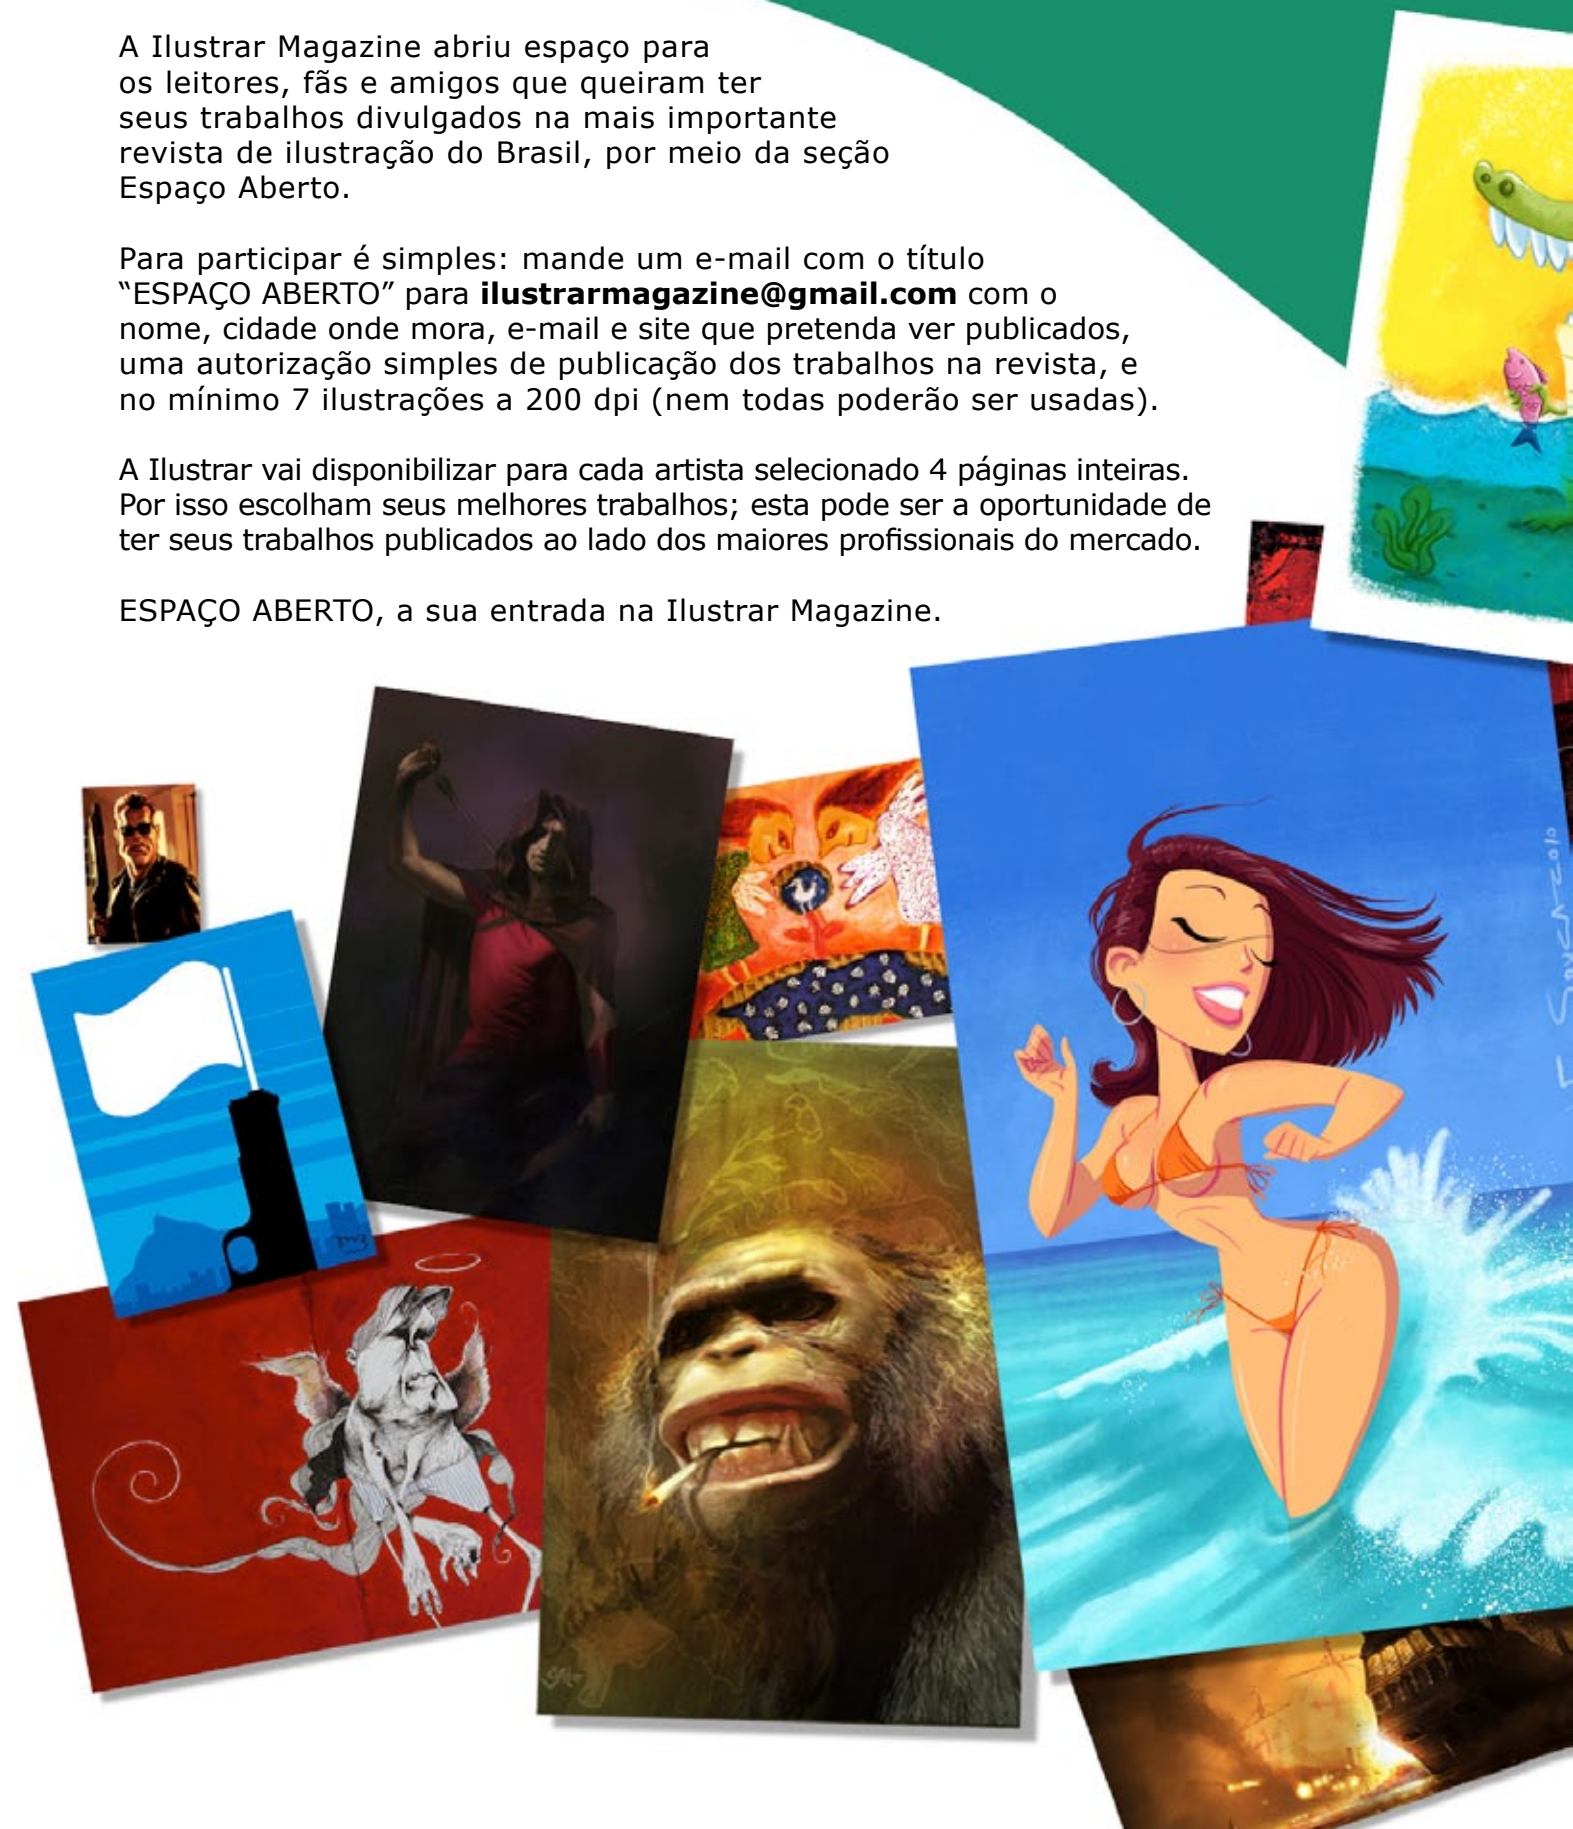 A Ilustrar Magazine abriu espaço para
os leitores, fãs e amigos que queiram ter
seus trabalhos divulgados na mais importante
revista de ilustração do Brasil, por meio da seção
Espaço Aberto.
Para participar é simples: mande um e-mail com o título
“ESPAÇO ABERTO” para ilustrarmagazine@gmail.com com o
nome, cidade onde mora, e-mail e site que pretenda ver publicados,
uma autorização simples de publicação dos trabalhos na revista, e
no mínimo 7 ilustrações a 200 dpi (nem todas poderão ser usadas).
A Ilustrar vai disponibilizar para cada artista selecionado 4 páginas inteiras.
Por isso escolham seus melhores trabalhos; esta pode ser a oportunidade de
ter seus trabalhos publicados ao lado dos maiores profissionais do mercado.
ESPAÇO ABERTO, a sua entrada na Ilustrar Magazine.